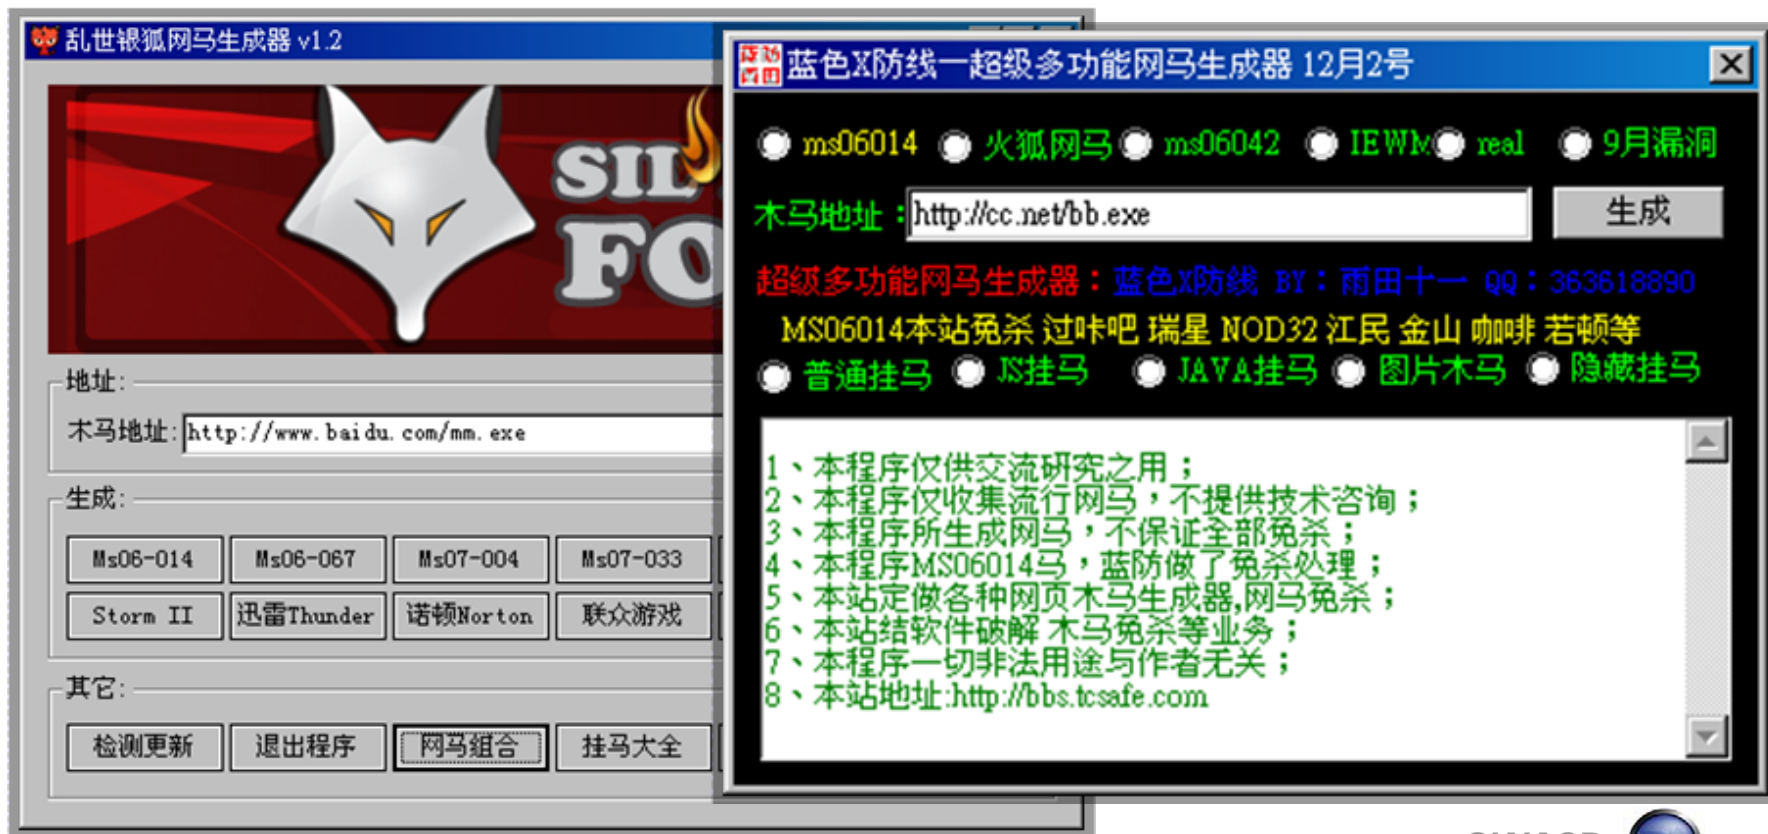 乱世银狐网马生成器 v1.2
SIL
FO
地址:
木马地址: http://www.baidu.com/mm.exe
生成:
Ms06-014 Ms06-067 Ms07-004 Ms07-033
Storm II 迅雷Thunder 诺顿Norton 联众游戏
其它:
检测更新 退出程序 网马组合 挂马大全
蓝色X防线一超级多功能网马生成器 12月2号
ms06014 火狐网马 ms06042 IEWM real 9月漏洞
木马地址：http://cc.net/bb.exe 生成
超级多功能网马生成器：蓝色X防线 BY：雨田十一 QQ：363618890
MS06014本站免杀 过咔吧 瑞星 NOD32 江民 金山 咖啡 若顿等
普通挂马 JS挂马 JAVA挂马 图片木马 隐藏挂马
1、本程序仅供交流研究之用；
2、本程序仅收集流行网马，不提供技术咨询；
3、本程序所生成网马，不保证全部免杀；
4、本程序MS06014马，蓝防做了免杀处理；
5、本站定做各种网页木马生成器,网马免杀；
6、本站结软件破解 木马免杀等业务；
7、本程序一切非法用途与作者无关；
8、本站地址:http://bbs.tcsafe.com